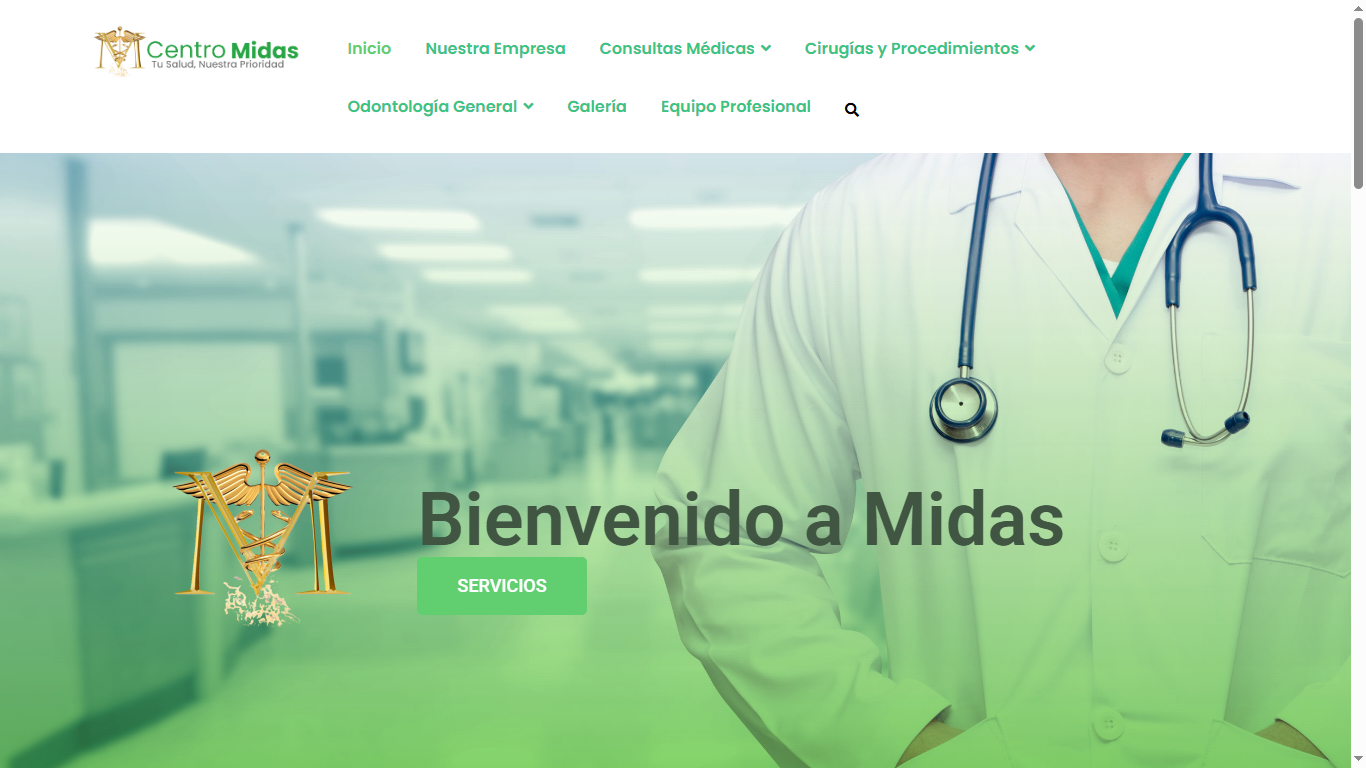 Centro Midas
Tu Salud, Nuestra Prioridad
Inicio
Nuestra Empresa
Consultas Médicas
Cirugías y Procedimientos
Odontología General
Galería
Equipo Profesional
Bienvenido a Midas
SERVICIOS